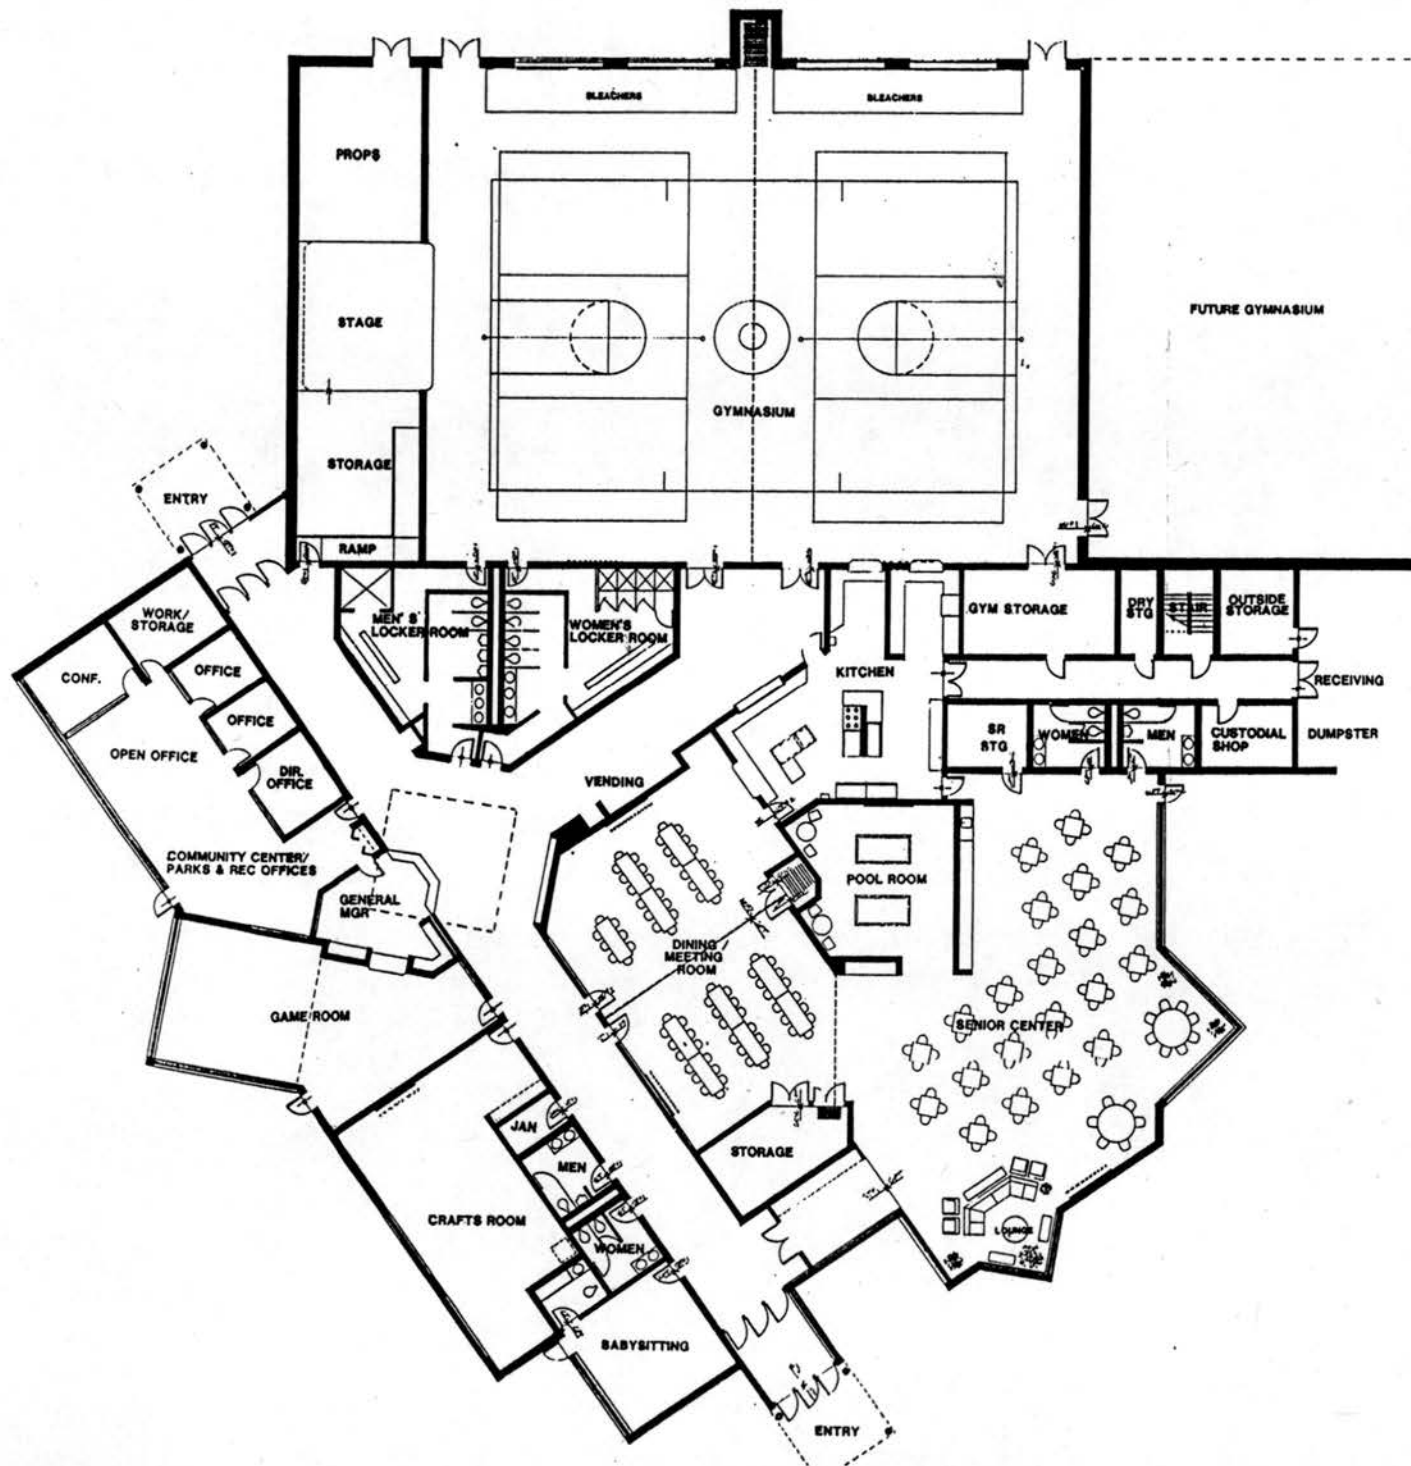 BLEACHERS
BLEACHERS
PROPS
STAGE
FUTURE GYMNASIUM
GYMNASIUM
STORAGE
ENTRY
RAMP
WORK/
STORAGE
MEN'S
LOCKER ROOM
WOMEN'S
LOCKER ROOM
GYM STORAGE
DRY
STG
STAIR
OUTSIDE
STORAGE
CONF.
OFFICE
KITCHEN
RECEIVING
OFFICE
OPEN OFFICE
SR
STG
WOMEN
MEN
CUSTODIAL
SHOP
DUMPSTER
DIR.
OFFICE
VENDING
COMMUNITY CENTER/
PARKS & REC OFFICES
GENERAL
MGR
POOL ROOM
DINING/
MEETING
ROOM
GAME ROOM
SENIOR CENTER
JAN
STORAGE
MEN
CRAFTS ROOM
LOUNGE
WOMEN
BABYSITTING
ENTRY